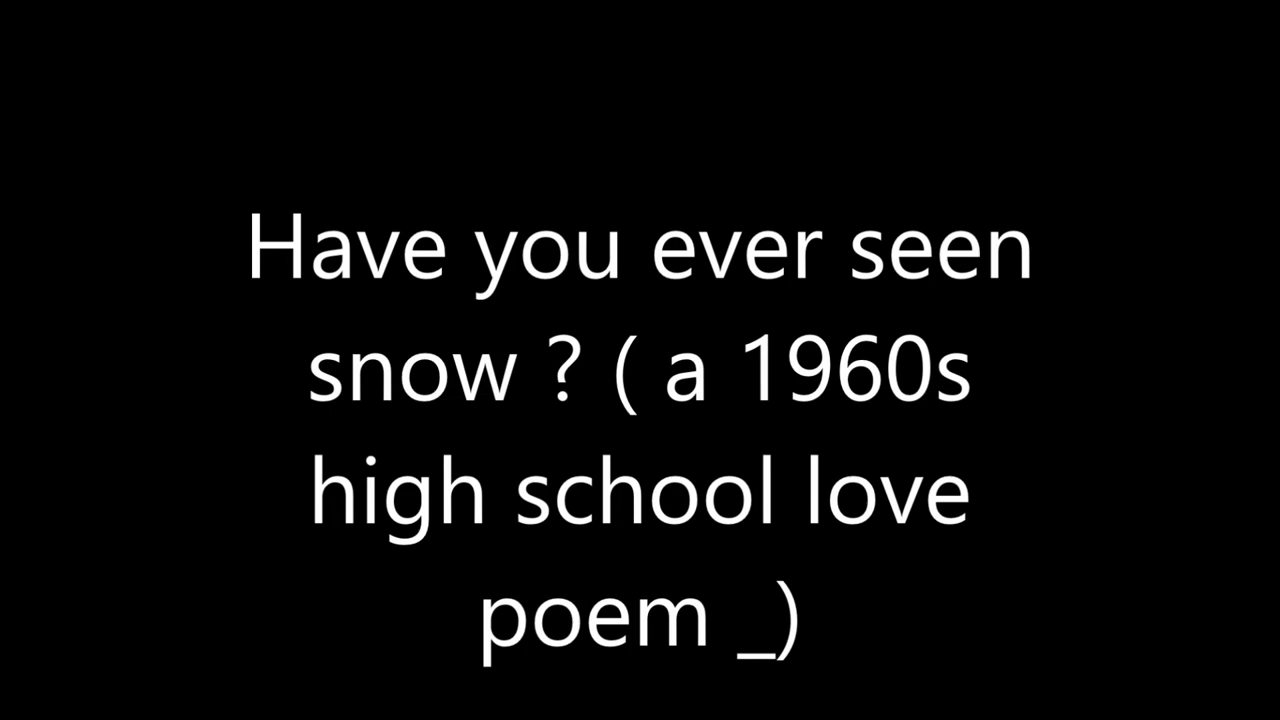 Have you ever seen
snow ? ( a 1960s
high school love
poem _)